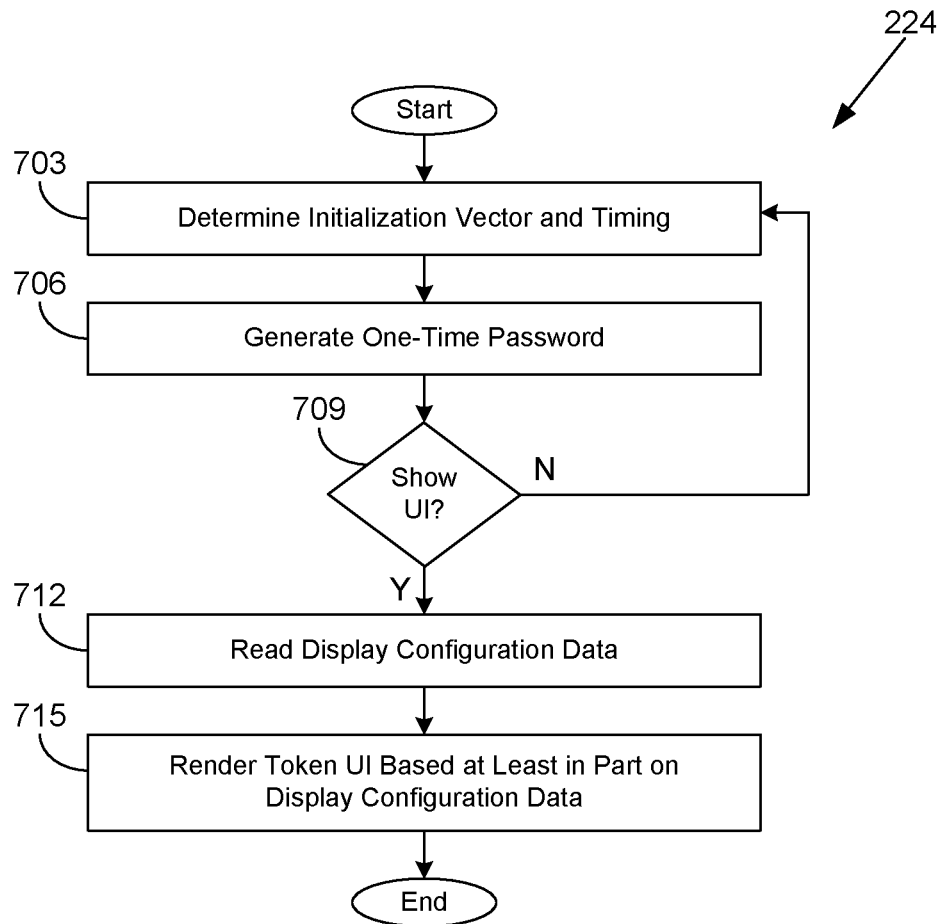 224
Start
703
Determine Initialization Vector and Timing
706
Generate One-Time Password
709
Show
UI?
N
Y
712
Read Display Configuration Data
715
Render Token UI Based at Least in Part on
Display Configuration Data
End